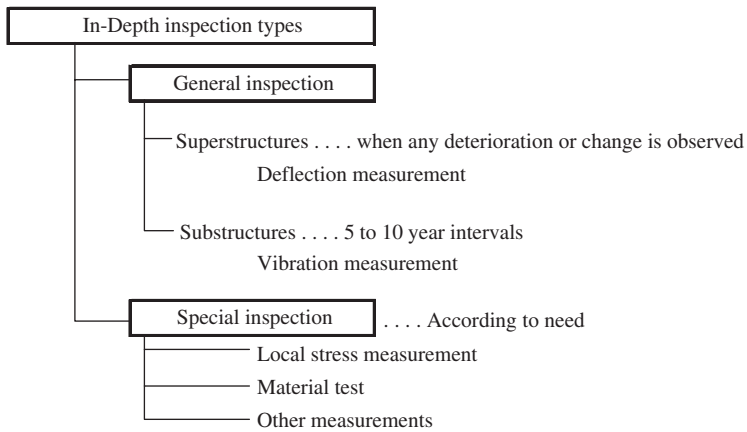 In-Depth inspection types
General inspection
Superstructures . . . . when any deterioration or change is observed
Deflection measurement
Substructures . . . . 5 to 10 year intervals
Vibration measurement
Special inspection . . . . According to need
Local stress measurement
Material test
Other measurements